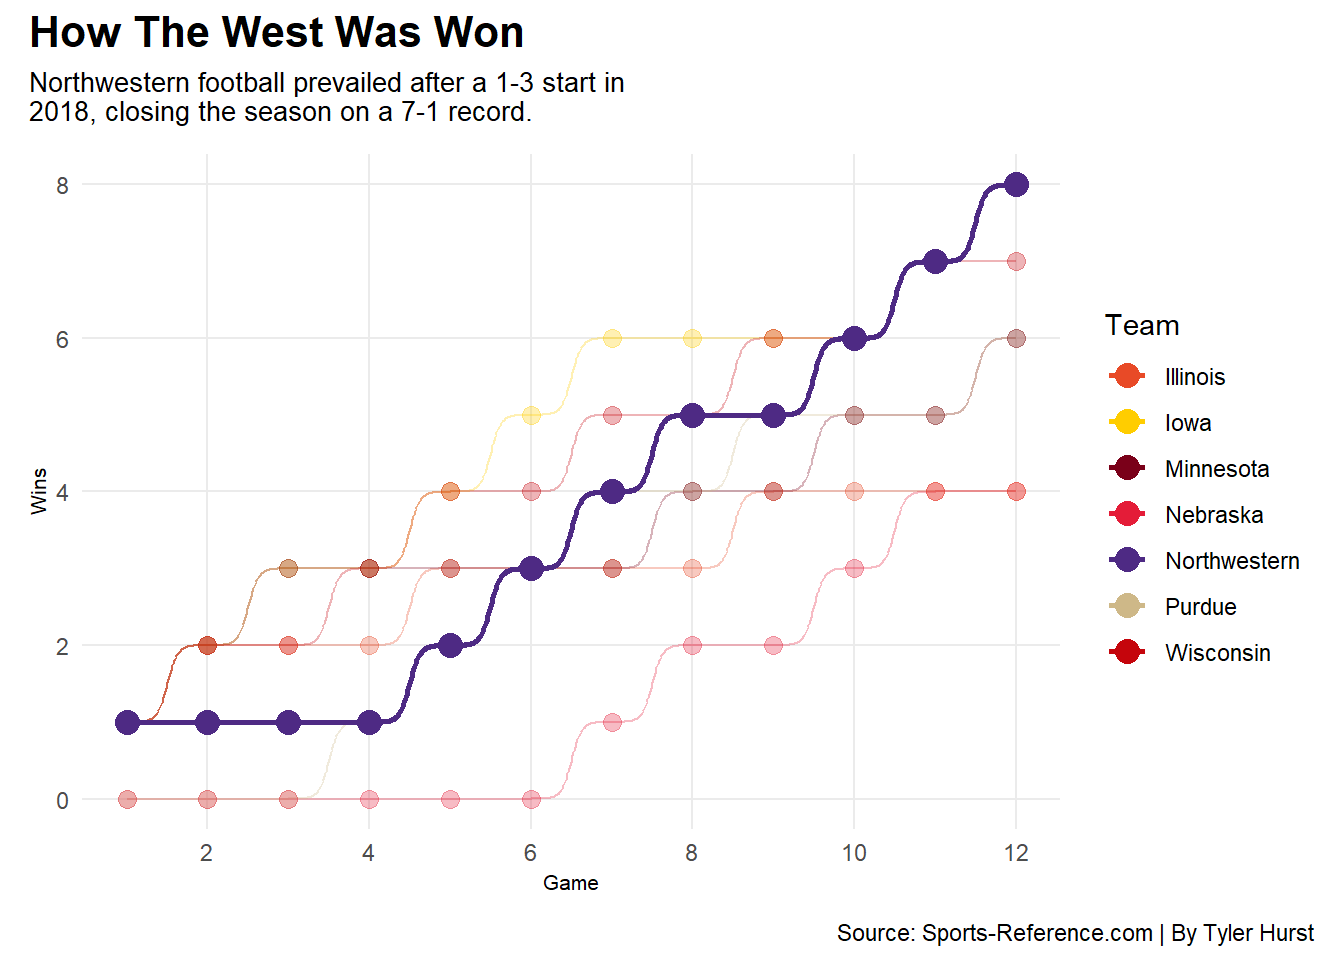 How The West Was Won
Northwestern football prevailed after a 1-3 start in
2018, closing the season on a 7-1 record.
8
6
4
2
0
Wins
2 4 6 8 10 12
Game
Team
Illinois
Iowa
Minnesota
Nebraska
Northwestern
Purdue
Wisconsin
Source: Sports-Reference.com | By Tyler Hurst